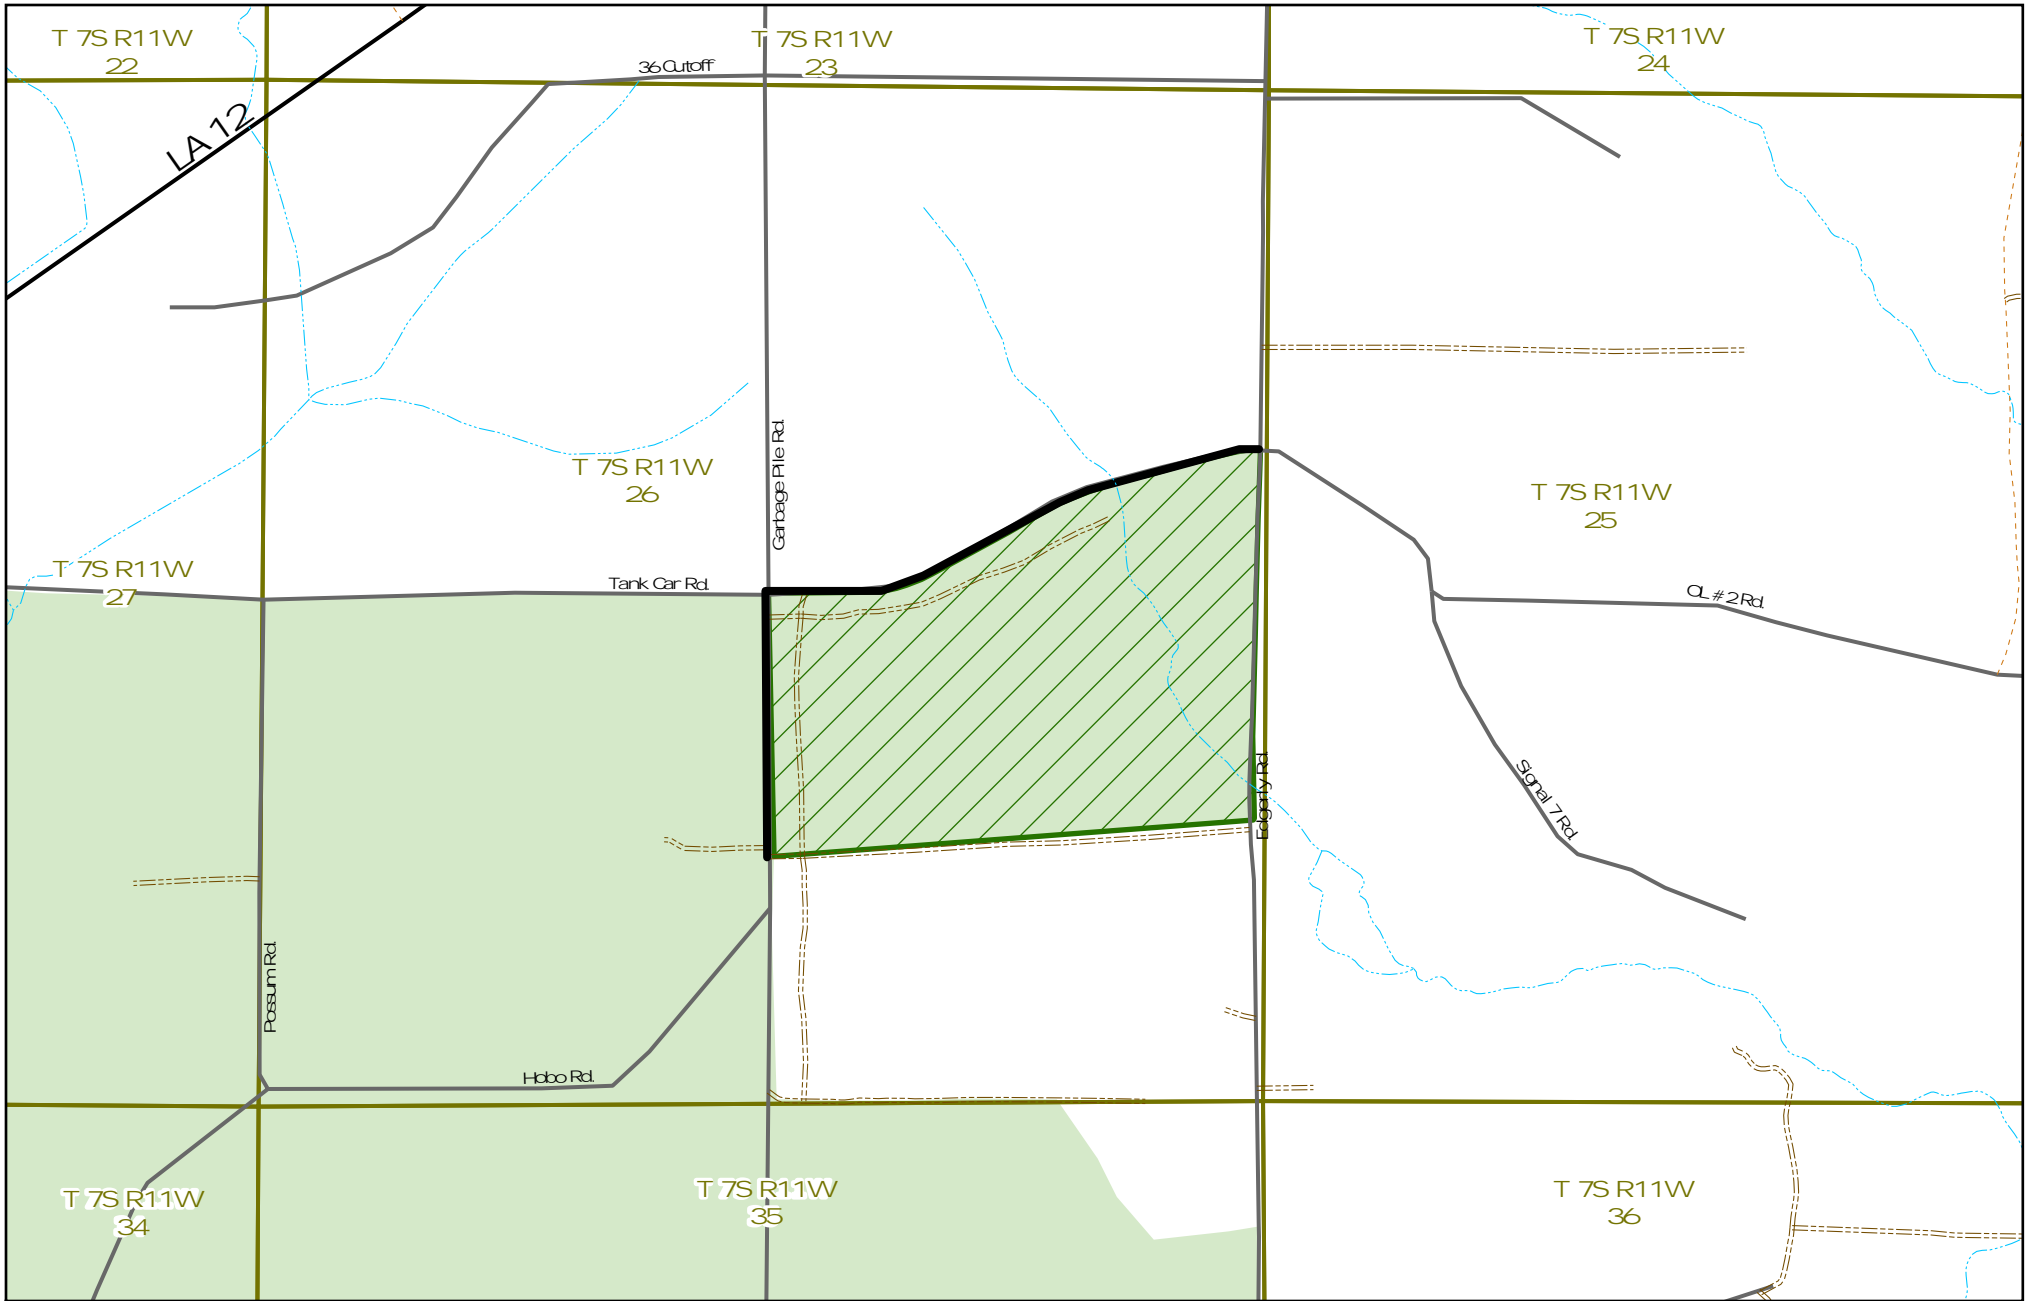 T 7S R11W
22
T 7S R11W
23
T 7S R11W
24
36 Cutoff
LA 12
Garbage Pile Rd.
T 7S R11W
26
T 7S R11W
25
T 7S R11W
27
Tank Car Rd.
OL # 2 Rd.
Edgerly Rd.
Signal 7 Rd.
Possum Rd.
Hobo Rd.
T 7S R11W
34
T 7S R11W
35
T 7S R11W
36